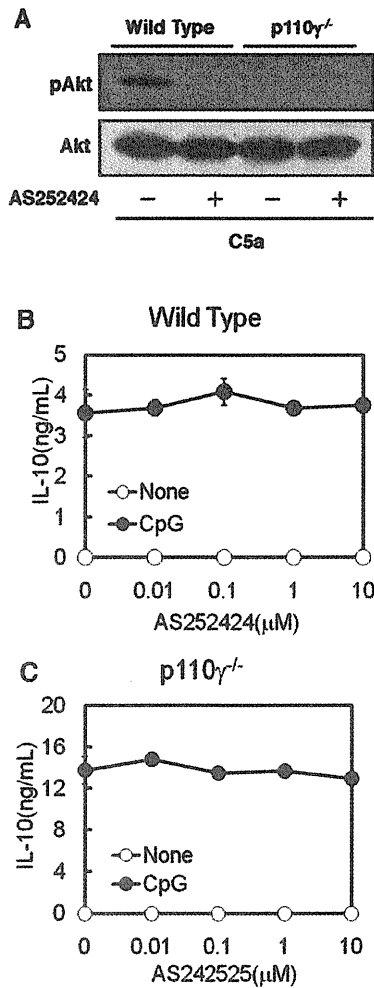 A
Wild Type p110γ-/-
pAkt
Akt
AS252424 − + − +
C5a
B Wild Type
5
4
3
2
1
0
IL-10(ng/mL)
None
CpG
0 0.01 0.1 1 10
AS252424(μM)
C p110γ-/-
20
16
12
8
4
0
IL-10(ng/mL)
None
CpG
0 0.01 0.1 1 10
AS242525(μM)